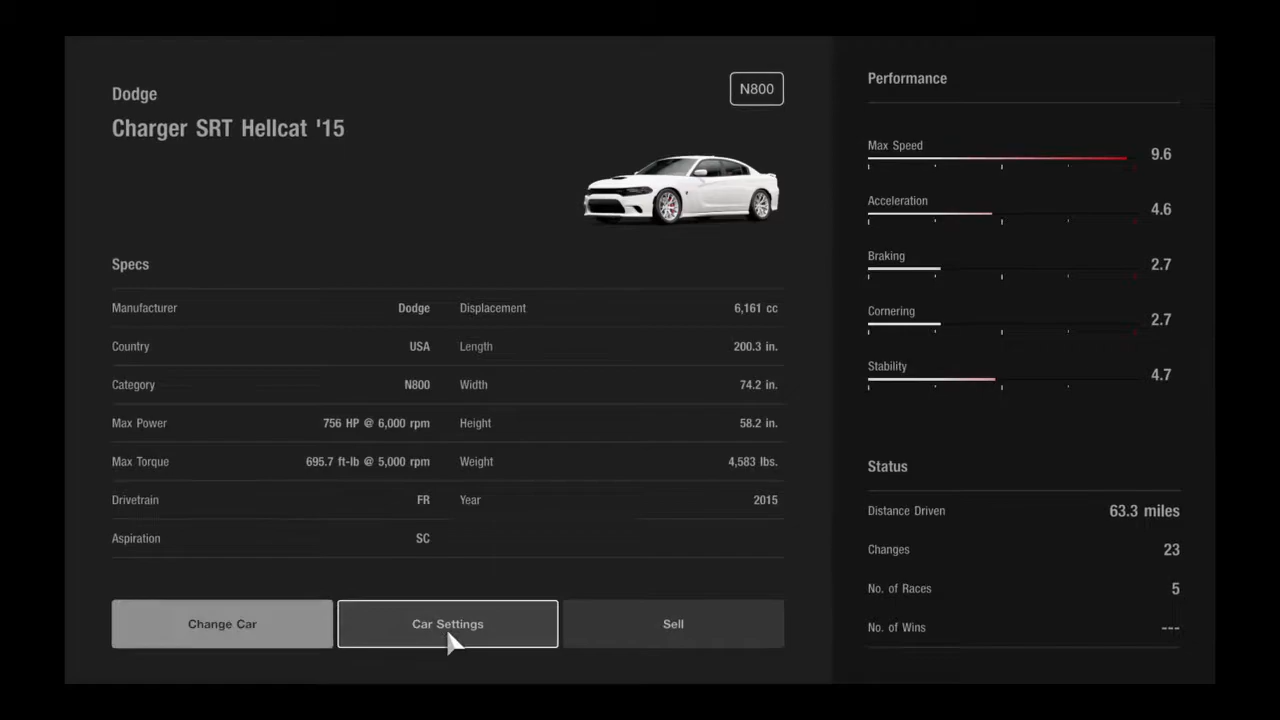 Dodge
N800
Charger SRT Hellcat '15
Specs
Manufacturer Dodge Displacement 6,161 cc
Country USA Length 200.3 in.
Category N800 Width 74.2 in.
Max Power 756 HP @ 6,000 rpm Height 58.2 in.
Max Torque 695.7 ft-lb @ 5,000 rpm Weight 4,583 lbs.
Drivetrain FR Year 2015
Aspiration SC
Change Car Car Settings Sell
Performance
Max Speed 9.6
Acceleration 4.6
Braking 2.7
Cornering 2.7
Stability 4.7
Status
Distance Driven 63.3 miles
Changes 23
No. of Races 5
No. of Wins ---